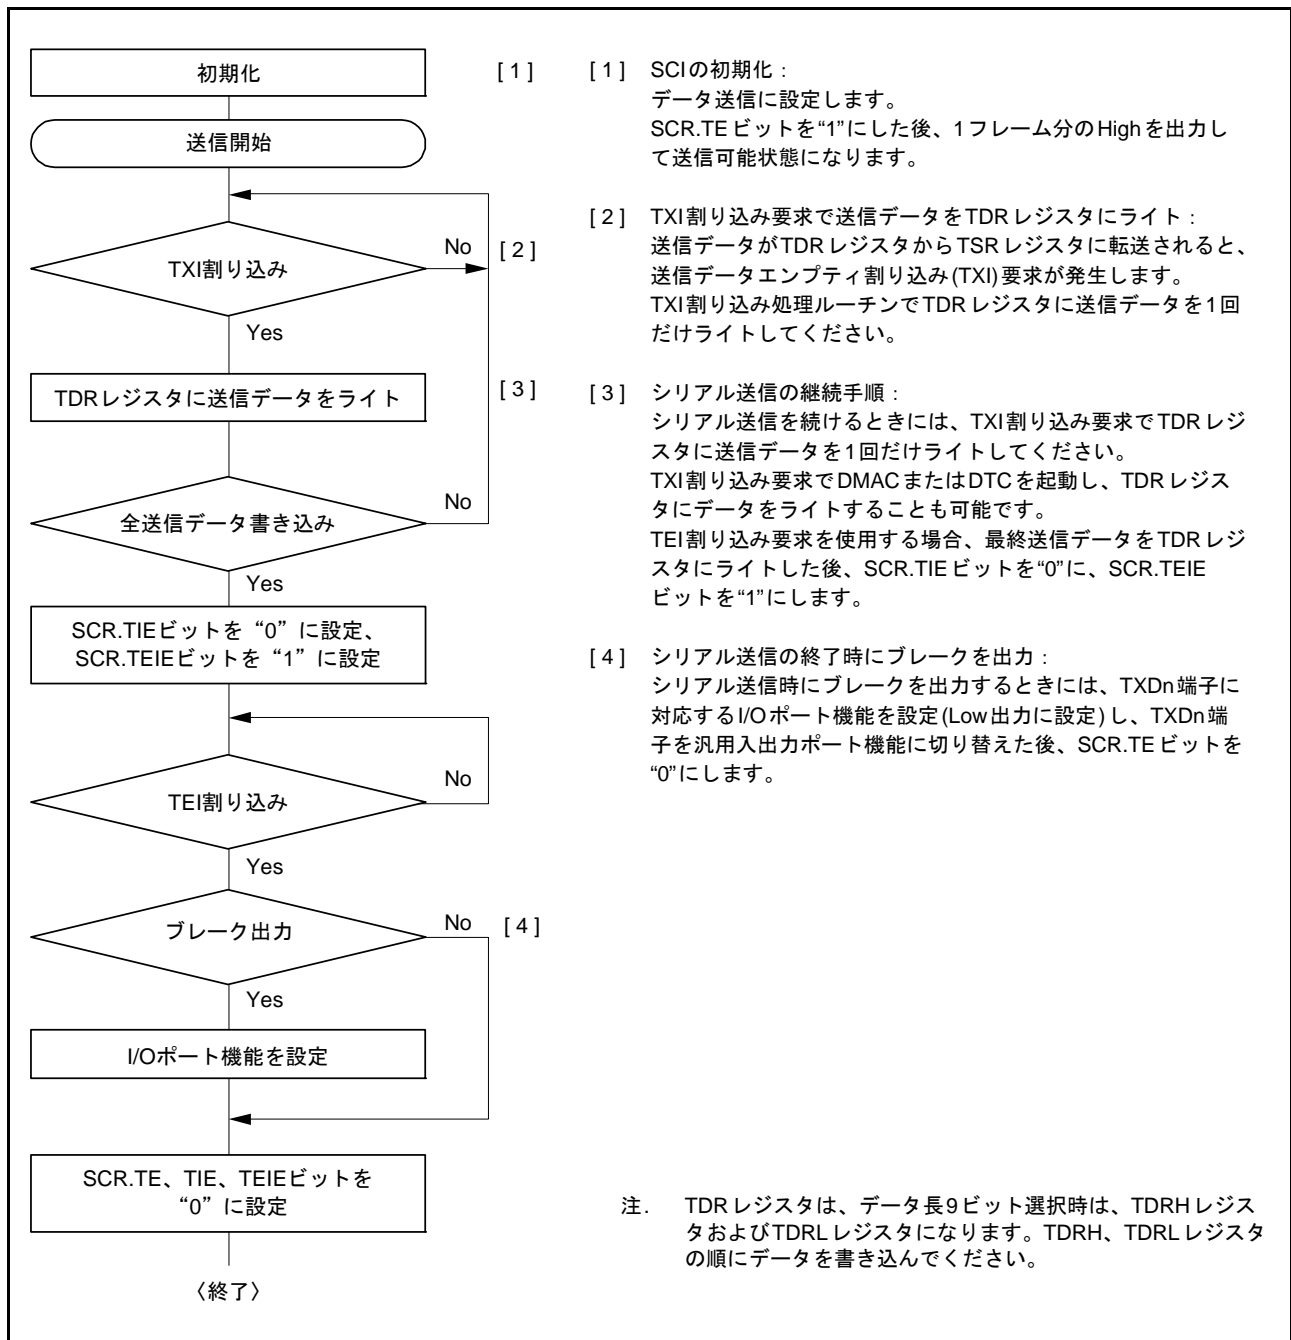 初期化
[ 1 ]
送信開始
TXI割り込み
No
[ 2 ]
Yes
TDRレジスタに送信データをライト
[ 3 ]
全送信データ書き込み
No
Yes
SCR.TIEビットを“0”に設定、
SCR.TEIEビットを“1”に設定
TEI割り込み
No
Yes
ブレーク出力
No
[ 4 ]
Yes
I/Oポート機能を設定
SCR.TE、TIE、TEIEビットを
“0”に設定
〈終了〉
[ 1 ] SCIの初期化：
データ送信に設定します。
SCR.TEビットを“1”にした後、1フレーム分のHighを出力し
て送信可能状態になります。
[ 2 ] TXI割り込み要求で送信データをTDRレジスタにライト：
送信データがTDRレジスタからTSRレジスタに転送されると、
送信データエンプティ割り込み(TXI)要求が発生します。
TXI割り込み処理ルーチンでTDRレジスタに送信データを1回
だけライトしてください。
[ 3 ] シリアル送信の継続手順：
シリアル送信を続けるときには、TXI割り込み要求でTDRレジ
スタに送信データを1回だけライトしてください。
TXI割り込み要求でDMACまたはDTCを起動し、TDRレジス
タにデータをライトすることも可能です。
TEI割り込み要求を使用する場合、最終送信データをTDRレジ
スタにライトした後、SCR.TIEビットを“0”に、SCR.TEIE
ビットを“1”にします。
[ 4 ] シリアル送信の終了時にブレークを出力：
シリアル送信時にブレークを出力するときには、TXDn端子に
対応するI/Oポート機能を設定(Low出力に設定)し、TXDn端
子を汎用入出力ポート機能に切り替えた後、SCR.TEビットを
“0”にします。
注. TDRレジスタは、データ長9ビット選択時は、TDRHレジス
タおよびTDRLレジスタになります。TDRH、TDRLレジスタ
の順にデータを書き込んでください。